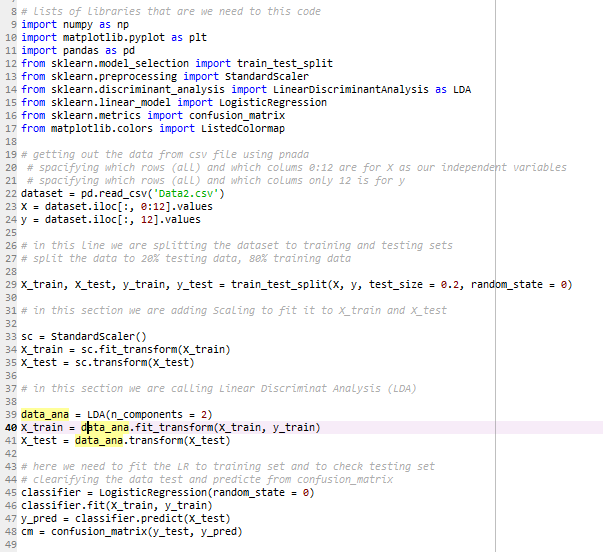 8 # lists of libraries that are we need to this code
9 import numpy as np
10 import matplotlib.pyplot as plt
11 import pandas as pd
12 from sklearn.model_selection import train_test_split
13 from sklearn.preprocessing import StandardScaler
14 from sklearn.discriminant_analysis import LinearDiscriminantAnalysis as LDA
15 from sklearn.linear_model import LogisticRegression
16 from sklearn.metrics import confusion_matrix
17 from matplotlib.colors import ListedColormap
18
19 # getting out the data from csv file using pnada
20 # spacifying which rows (all) and which colums 0:12 are for X as our independent variables
21 # spacifying which rows (all) and which colums only 12 is for y
22 dataset = pd.read_csv('Data2.csv')
23 X = dataset.iloc[:, 0:12].values
24 y = dataset.iloc[:, 12].values
25
26 # in this line we are splitting the dataset to training and testing sets
27 # split the data to 20% testing data, 80% training data
28
29 X_train, X_test, y_train, y_test = train_test_split(X, y, test_size = 0.2, random_state = 0)
30
31 # in this section we are adding Scaling to fit it to X_train and X_test
32
33 sc = StandardScaler()
34 X_train = sc.fit_transform(X_train)
35 X_test = sc.transform(X_test)
36
37 # in this section we are calling Linear Discriminat Analysis (LDA)
38
39 data_ana = LDA(n_components = 2)
40 X_train = data_ana.fit_transform(X_train, y_train)
41 X_test = data_ana.transform(X_test)
42
43 # here we need to fit the LR to training set and to check testing set
44 # clearifying the data test and predicte from confusion_matrix
45 classifier = LogisticRegression(random_state = 0)
46 classifier.fit(X_train, y_train)
47 y_pred = classifier.predict(X_test)
48 cm = confusion_matrix(y_test, y_pred)
49